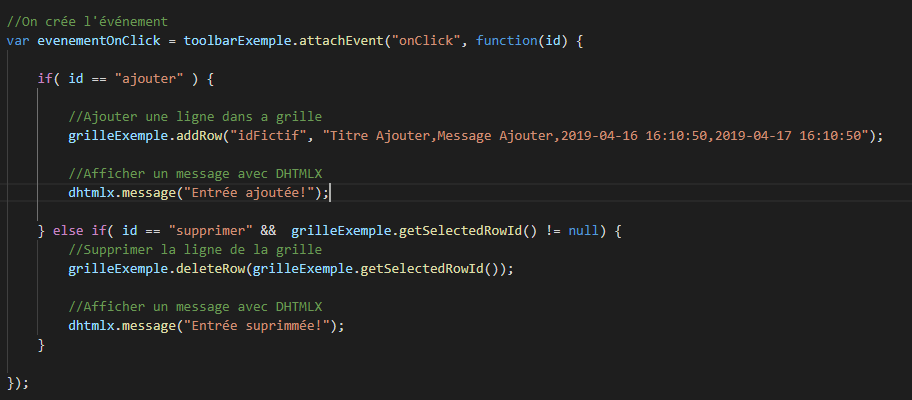 //On crée l'événement
var evenementOnClick = toolbarExemple.attachEvent("onClick", function(id) {
if( id == "ajouter" ) {
//Ajouter une ligne dans a grille
grilleExemple.addRow("idFictif", "Titre Ajouter,Message Ajouter,2019-04-16 16:10:50,2019-04-17 16:10:50");
//Afficher un message avec DHTMLX
dhtmlx.message("Entrée ajoutée!");
} else if( id == "supprimer" &&  grilleExemple.getSelectedRowId() != null) {
//Supprimer la ligne de la grille
grilleExemple.deleteRow(grilleExemple.getSelectedRowId());
//Afficher un message avec DHTMLX
dhtmlx.message("Entrée suprimmée!");
}
});